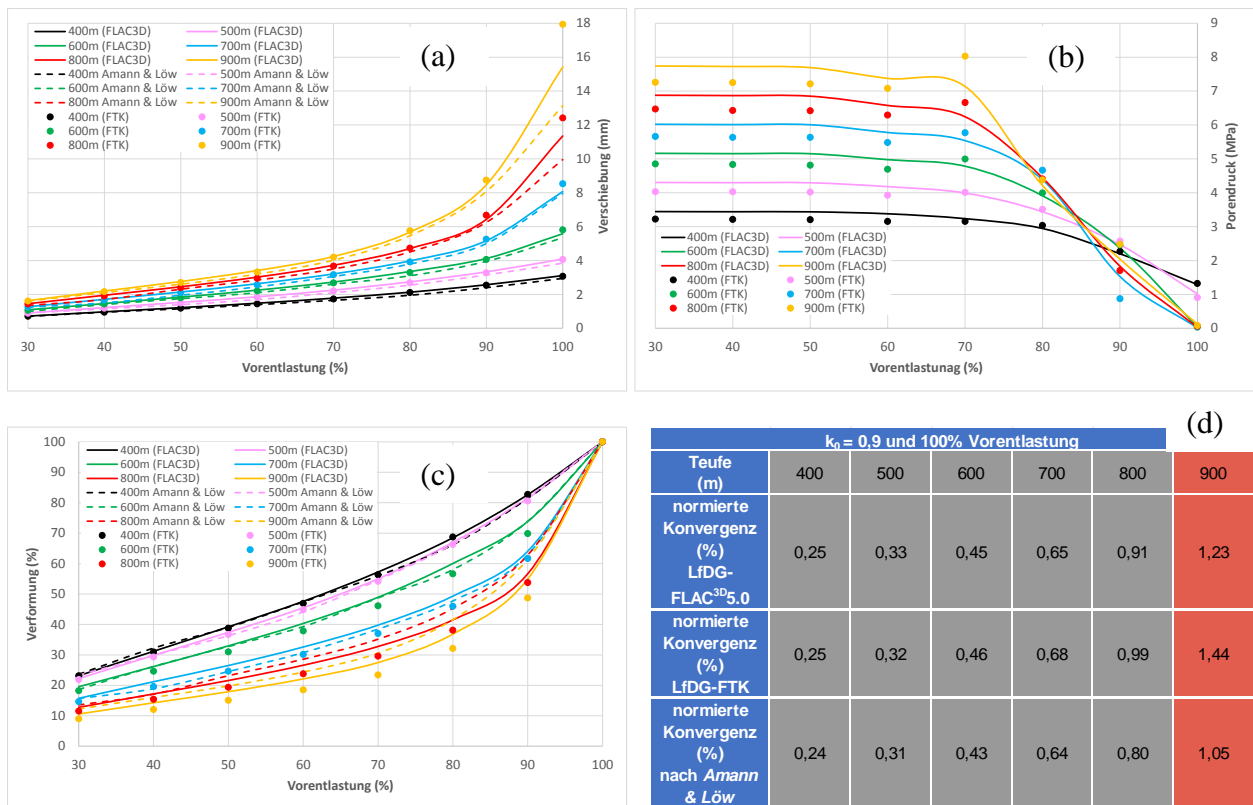 400m (FLAC3D) 500m (FLAC3D)
600m (FLAC3D) 700m (FLAC3D)
800m (FLAC3D) 900m (FLAC3D)
400m Amann & Löw 500m Amann & Löw
600m Amann & Löw 700m Amann & Löw
800m Amann & Löw 900m Amann & Löw
400m (FTK) 500m (FTK)
600m (FTK) 700m (FTK)
800m (FTK) 900m (FTK)
(a)
18
16
14
12
10
8
6
4
2
0
Verschiebung (mm)
30 40 50 60 70 80 90 100
Vorentlastung (%)
(b)
9
8
7
6
5
4
3
2
1
0
Porendruck (MPa)
400m (FLAC3D) 500m (FLAC3D)
600m (FLAC3D) 700m (FLAC3D)
800m (FLAC3D) 900m (FLAC3D)
400m (FTK) 500m (FTK)
600m (FTK) 700m (FTK)
800m (FTK) 900m (FTK)
30 40 50 60 70 80 90 100
Vorentlastunag (%)
100
90
80
70
60
50
40
30
20
10
0
Verformung (%)
400m (FLAC3D) 500m (FLAC3D)
600m (FLAC3D) 700m (FLAC3D)
800m (FLAC3D) 900m (FLAC3D)
400m Amann & Löw 500m Amann & Löw
600m Amann & Löw 700m Amann & Löw
800m Amann & Löw 900m Amann & Löw
400m (FTK) 500m (FTK)
600m (FTK) 700m (FTK)
800m (FTK) 900m (FTK)
(c)
30 40 50 60 70 80 90 100
Vorentlastung (%)
(d)
k₀ = 0,9 und 100% Vorentlastung
Teufe
(m)
400 500 600 700 800 900
normierte
Konvergenz
(%)
LfDG-
FLAC³ᴰ5.0
0,25 0,33 0,45 0,65 0,91 1,23
normierte
Konvergenz
(%)
LfDG-FTK
0,25 0,32 0,46 0,68 0,99 1,44
normierte
Konvergenz
(%)
nach Amann
& Löw
0,24 0,31 0,43 0,64 0,80 1,05